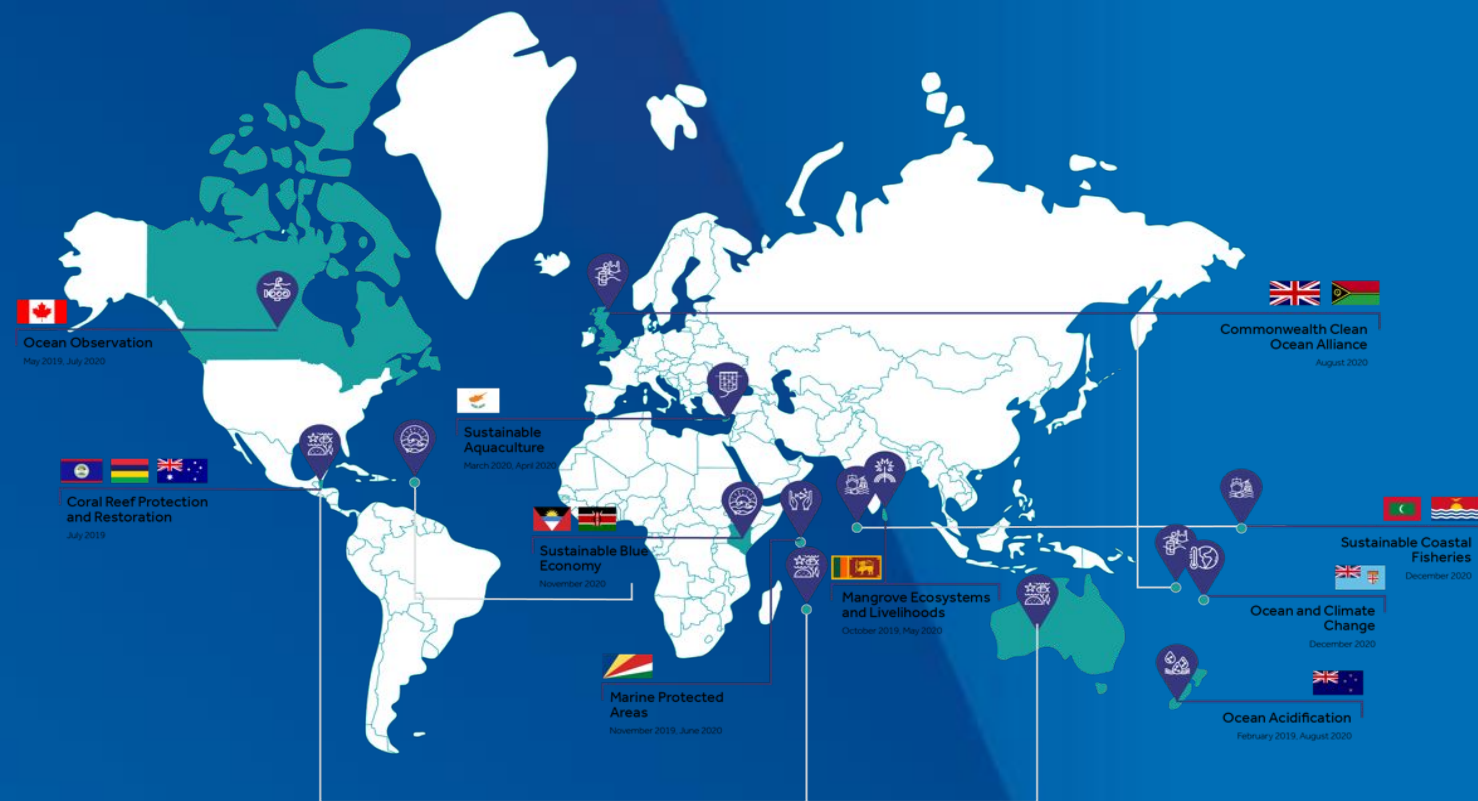 Ocean Observation
May 2019, July 2020
Commonwealth Clean
Ocean Alliance
August 2020
Sustainable
Aquaculture
March 2020, April 2020
Coral Reef Protection
and Restoration
July 2019
Sustainable Blue
Economy
November 2020
Sustainable Coastal
Fisheries
December 2020
Mangrove Ecosystems
and Livelihoods
October 2019, May 2020
Ocean and Climate
Change
December 2020
Marine Protected
Areas
November 2019, June 2020
Ocean Acidification
February 2019, August 2020